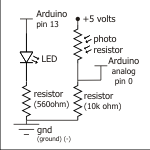 Arduino
pin 13
+5 volts
photo
resistor
LED
Arduino
analog
pin 0
resistor
(560ohm)
resistor
(10k ohm)
gnd
(ground) (-)